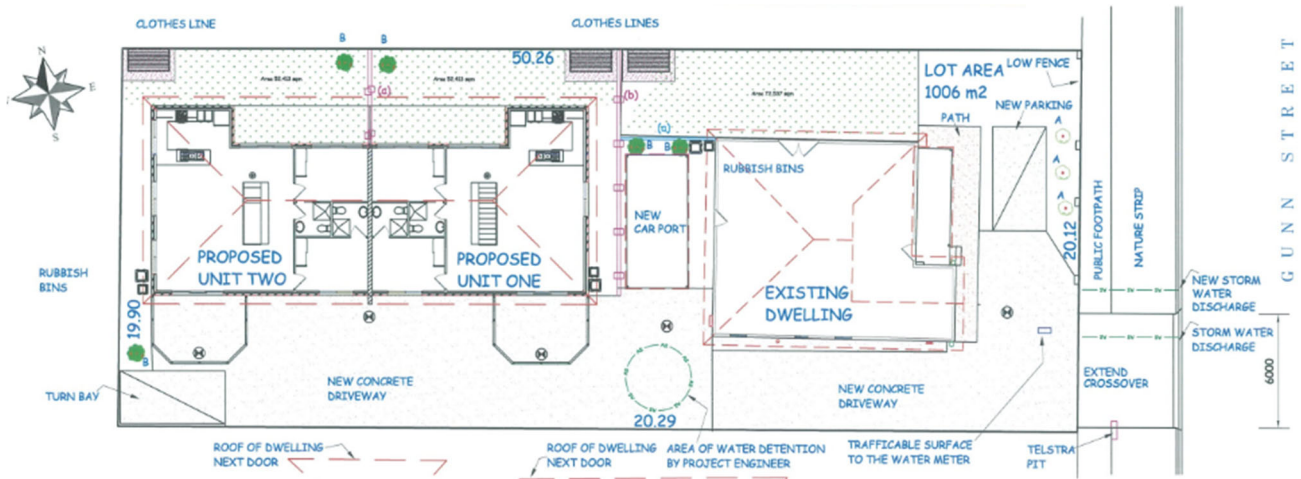 CLOTHES LINE
CLOTHES LINES
N
E
S
B
B
50.26
(c)
(b)
(a)
B
B
LOT AREA
1006 m2
LOW FENCE
NEW PARKING
PATH
A
A
A
RUBBISH BINS
NEW
CAR PORT
PROPOSED
UNIT TWO
PROPOSED
UNIT ONE
EXISTING
DWELLING
20.12
PUBLIC FOOTPATH
NATURE STRIP
GUNN STREET
RUBBISH
BINS
19.90
B
NEW STORM
WATER
DISCHARGE
STORM WATER
DISCHARGE
TURN BAY
NEW CONCRETE
DRIVEWAY
NEW CONCRETE
DRIVEWAY
EXTEND
CROSSOVER
6000
20.29
ROOF OF DWELLING
NEXT DOOR
ROOF OF DWELLING
NEXT DOOR
AREA OF WATER DETENTION
BY PROJECT ENGINEER
TRAFFICABLE SURFACE
TO THE WATER METER
TELSTRA
PIT